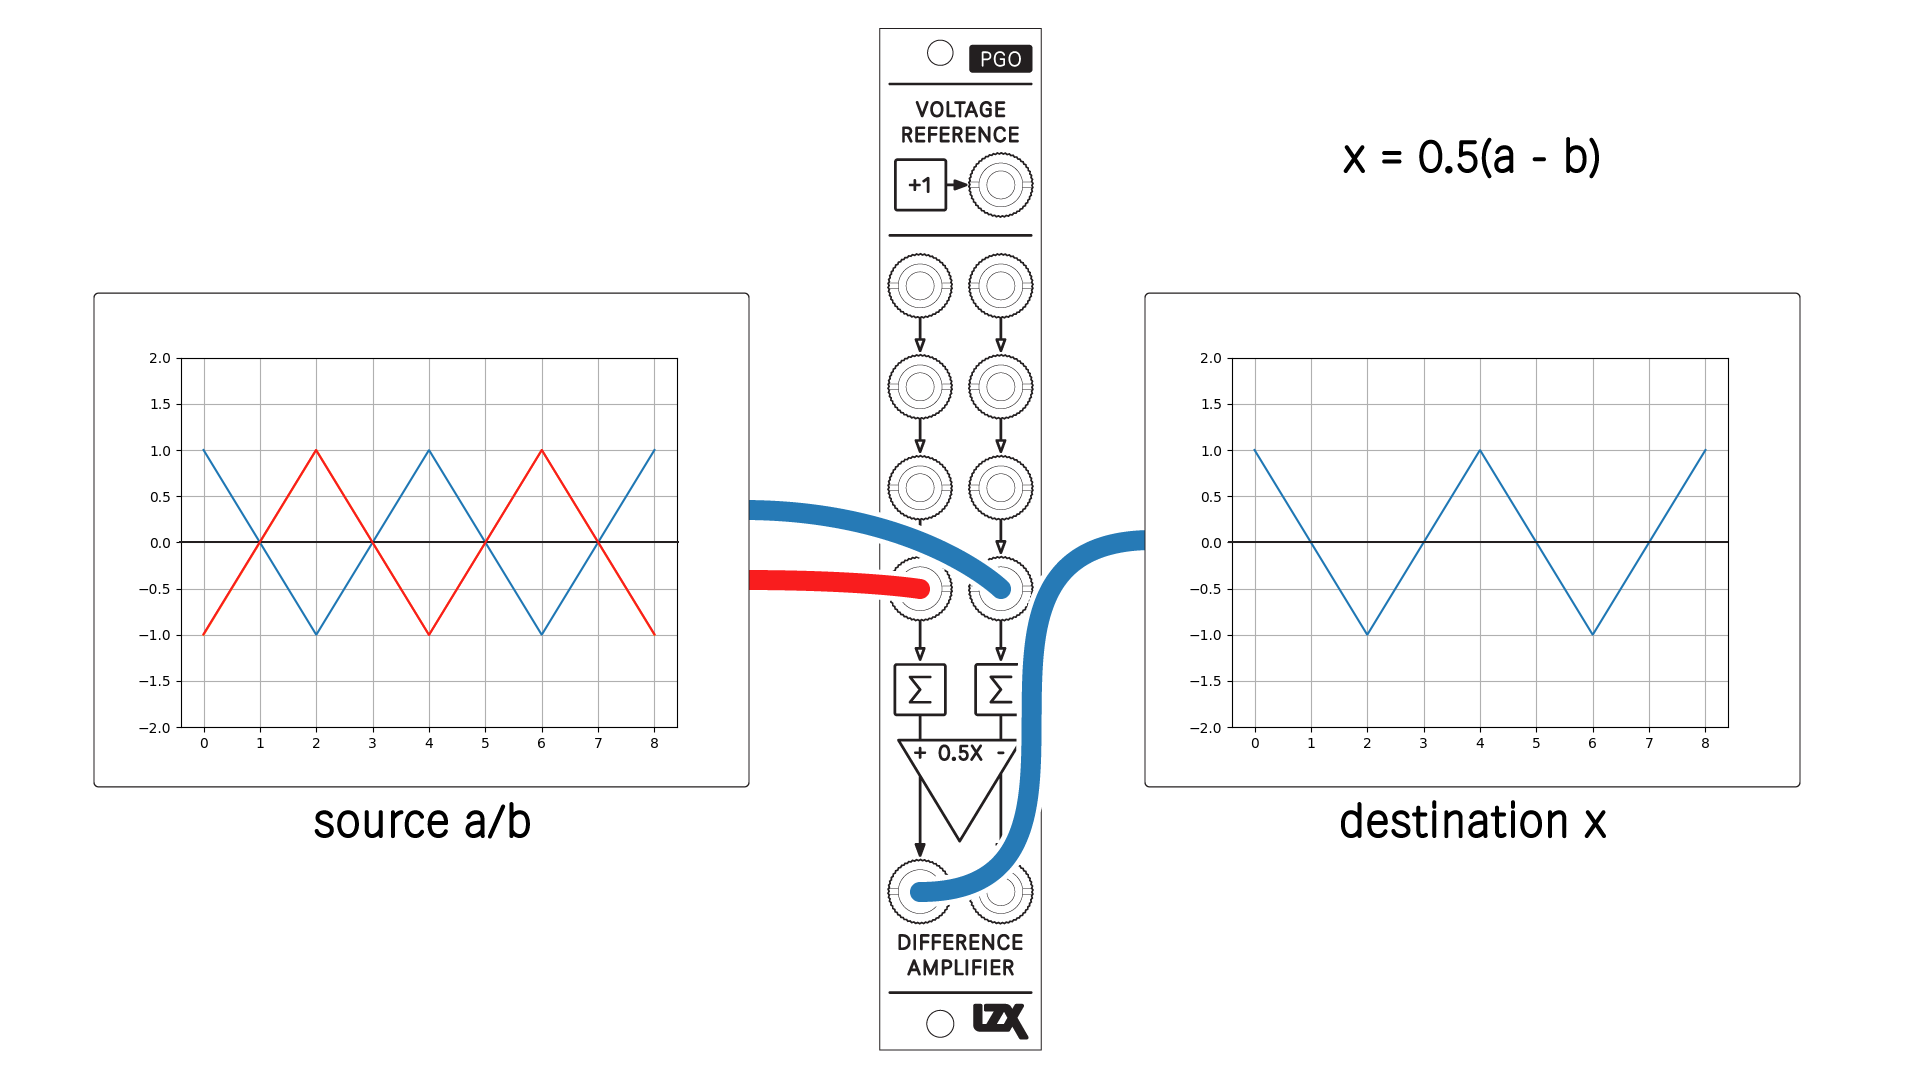 PGO
VOLTAGE
REFERENCE
+1
x = 0.5(a - b)
2.0
1.5
1.0
0.5
0.0
−0.5
−1.0
−1.5
−2.0
0 1 2 3 4 5 6 7 8
source a/b
Σ Σ
+ 0.5X -
2.0
1.5
1.0
0.5
0.0
−0.5
−1.0
−1.5
−2.0
0 1 2 3 4 5 6 7 8
destination x
DIFFERENCE
AMPLIFIER
LZX